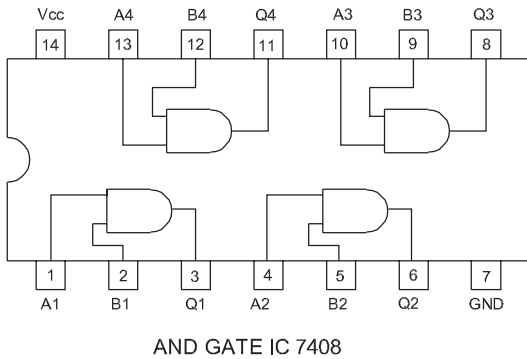 Vcc A4 B4 Q4 A3 B3 Q3
14 13 12 11 10 9 8
1 2 3 4 5 6 7
A1 B1 Q1 A2 B2 Q2 GND
AND GATE IC 7408